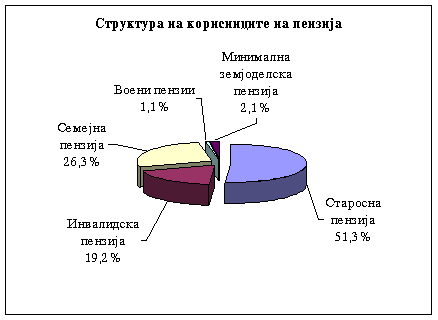 Структура на корисниците на пензија
Минимална
земјоделска
пензија
2,1%
Воени пензии
1,1%
Семејна
пензија
26,3%
Старосна
пензија
51,3%
Инвалидска
пензија
19,2%